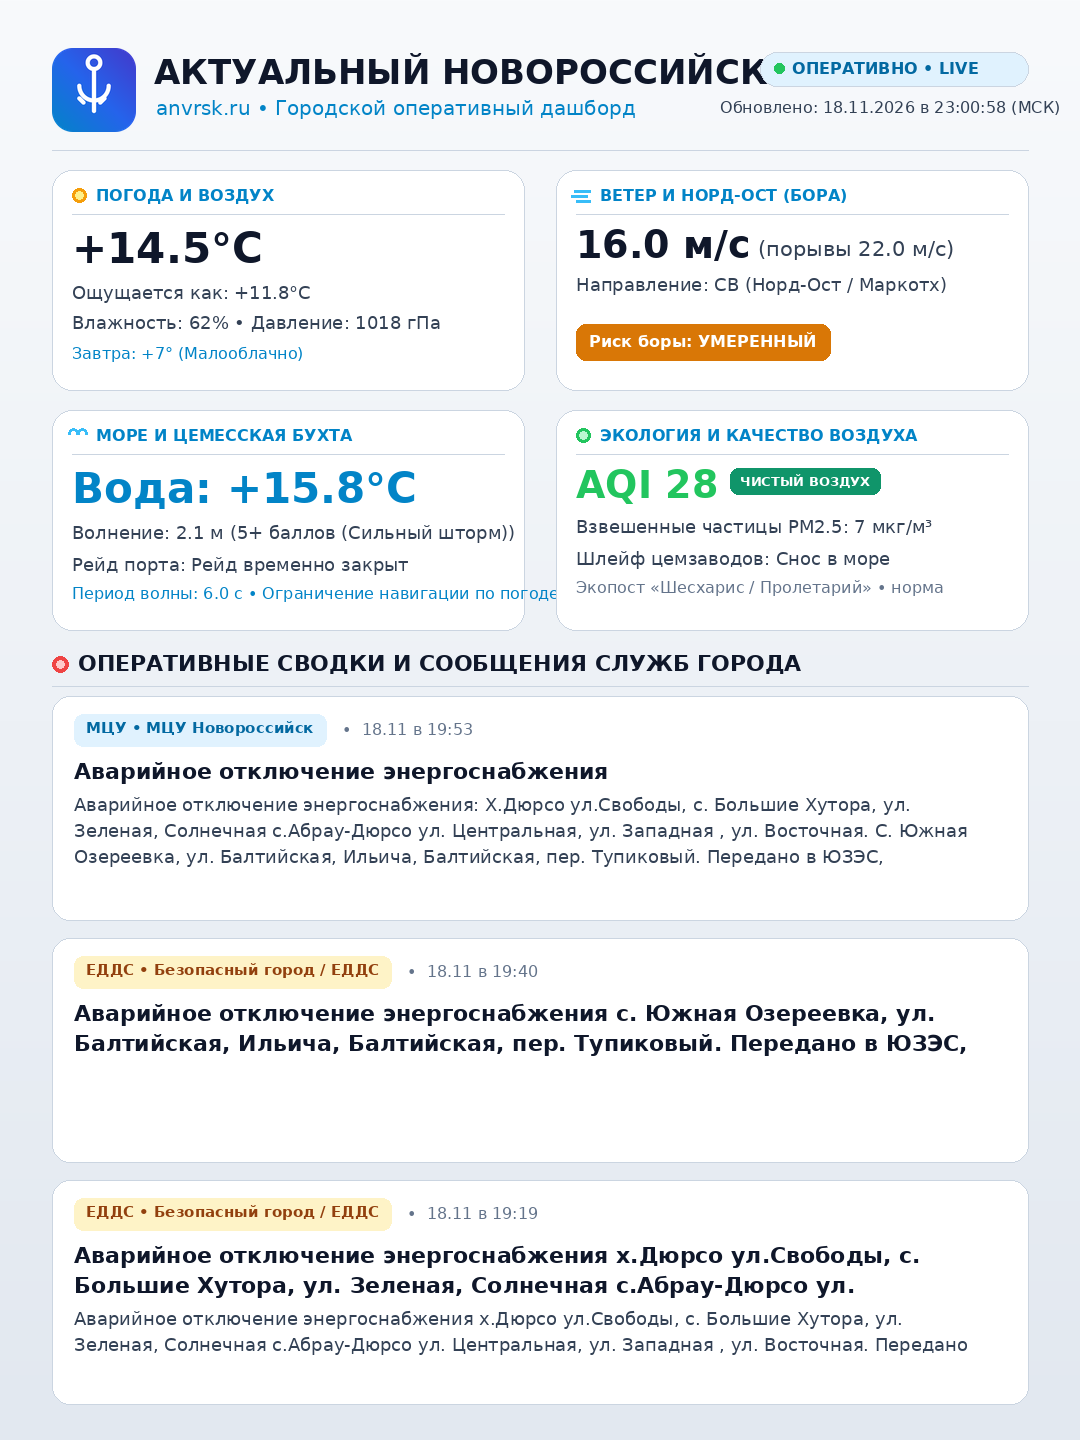 АКТУАЛЬНЫЙ НОВОРОССИЙСК
ОПЕРАТИВНО • LIVE
anvrsk.ru • Городской оперативный дашборд
Обновлено: 18.11.2026 в 23:00:58 (МСК)
ПОГОДА И ВОЗДУХ
+14.5°C
Ощущается как: +11.8°C
Влажность: 62% • Давление: 1018 гПа
Завтра: +7° (Малооблачно)
ВЕТЕР И НОРД-ОСТ (БОРА)
16.0 м/с (порывы 22.0 м/с)
Направление: СВ (Норд-Ост / Маркотх)
Риск боры: УМЕРЕННЫЙ
МОРЕ И ЦЕМЕССКАЯ БУХТА
Вода: +15.8°C
Волнение: 2.1 м (5+ баллов (Сильный шторм))
Рейд порта: Рейд временно закрыт
Период волны: 6.0 с • Ограничение навигации по погоде
ЭКОЛОГИЯ И КАЧЕСТВО ВОЗДУХА
AQI 28 ЧИСТЫЙ ВОЗДУХ
Взвешенные частицы PM2.5: 7 мкг/м³
Шлейф цемзаводов: Снос в море
Экопост «Шесхарис / Пролетарий» • норма
ОПЕРАТИВНЫЕ СВОДКИ И СООБЩЕНИЯ СЛУЖБ ГОРОДА
МЦУ • МЦУ Новороссийск • 18.11 в 19:53
Аварийное отключение энергоснабжения
Аварийное отключение энергоснабжения: Х.Дюрсо ул.Свободы, с. Большие Хутора, ул.
Зеленая, Солнечная с.Абрау-Дюрсо ул. Центральная, ул. Западная , ул. Восточная. С. Южная
Озереевка, ул. Балтийская, Ильича, Балтийская, пер. Тупиковый. Передано в ЮЗЭС,
ЕДДС • Безопасный город / ЕДДС • 18.11 в 19:40
Аварийное отключение энергоснабжения с. Южная Озереевка, ул.
Балтийская, Ильича, Балтийская, пер. Тупиковый. Передано в ЮЗЭС,
ЕДДС • Безопасный город / ЕДДС • 18.11 в 19:19
Аварийное отключение энергоснабжения х.Дюрсо ул.Свободы, с.
Большие Хутора, ул. Зеленая, Солнечная с.Абрау-Дюрсо ул.
Аварийное отключение энергоснабжения х.Дюрсо ул.Свободы, с. Большие Хутора, ул.
Зеленая, Солнечная с.Абрау-Дюрсо ул. Центральная, ул. Западная , ул. Восточная. Передано